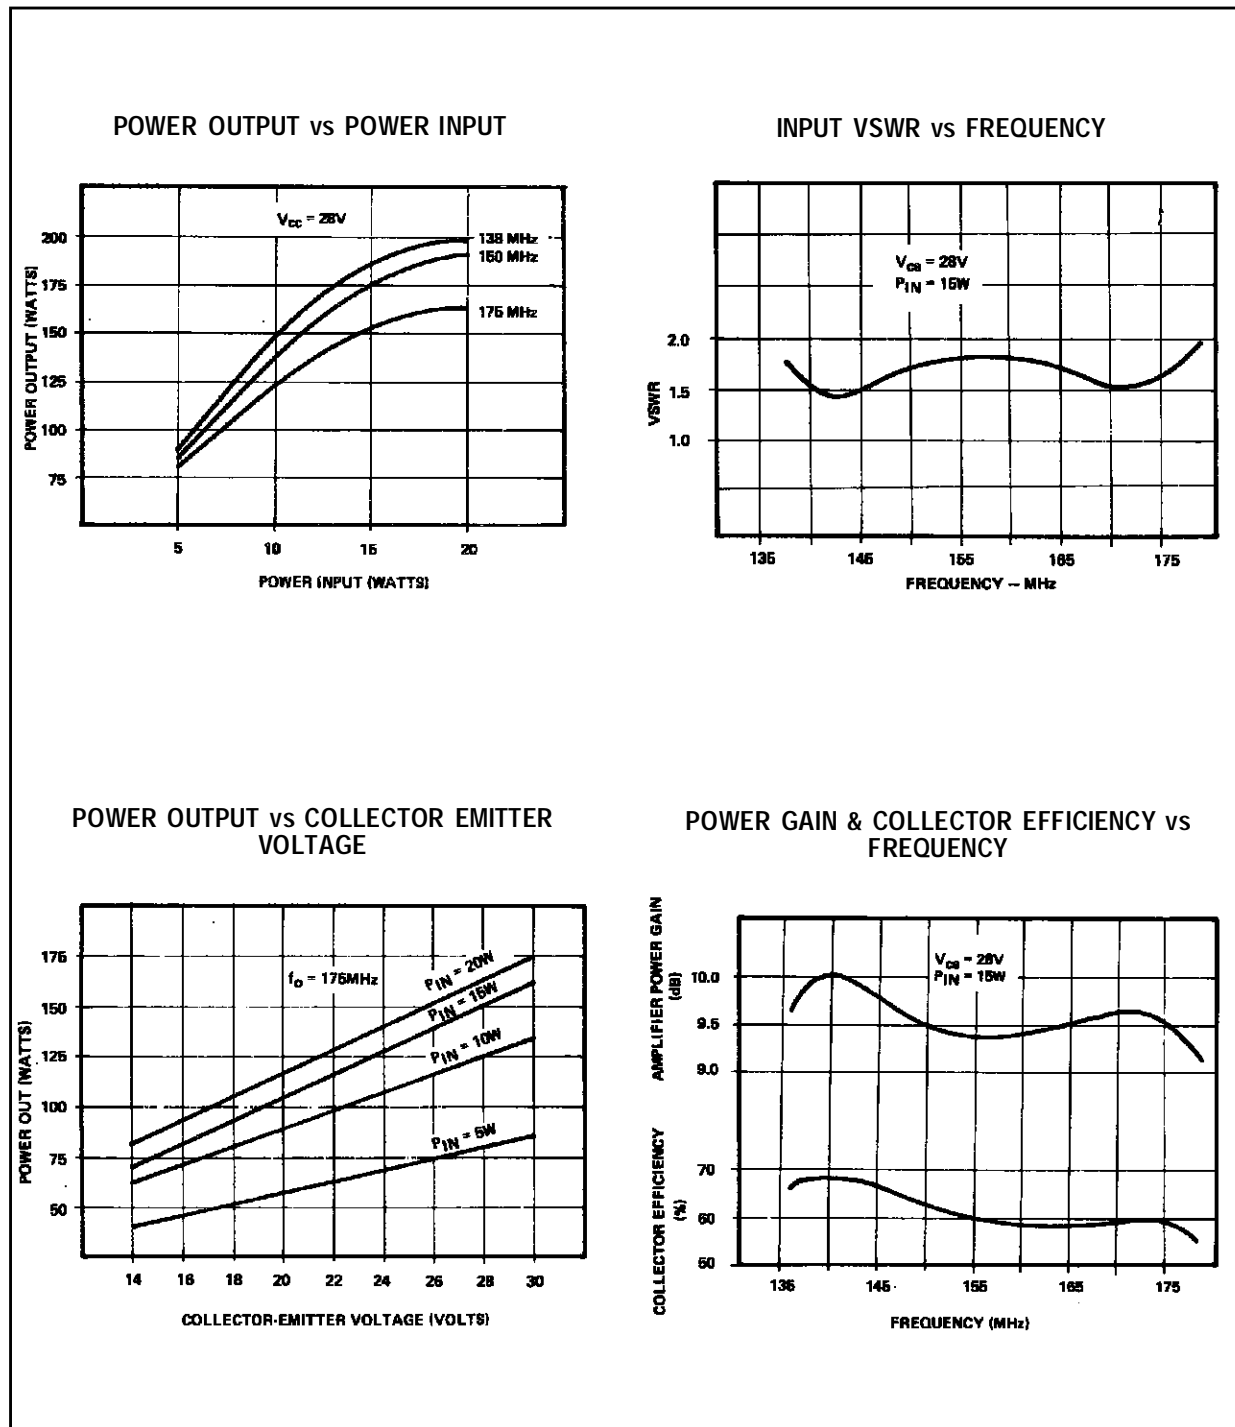 POWER OUTPUT vs POWER INPUT
POWER OUTPUT (WATTS)
200
175
150
125
100
75
VCC = 28V
138 MHz
150 MHz
175 MHz
5 10 15 20
POWER INPUT (WATTS)
INPUT VSWR vs FREQUENCY
VSWR
2.0
1.5
1.0
VCB = 28V
PIN = 15W
135 145 155 165 175
FREQUENCY – MHz
POWER OUTPUT vs COLLECTOR EMITTER
VOLTAGE
POWER OUT (WATTS)
175
150
125
100
75
50
fo = 175MHz
PIN = 20W
PIN = 15W
PIN = 10W
PIN = 5W
14 16 18 20 22 24 26 28 30
COLLECTOR-EMITTER VOLTAGE (VOLTS)
POWER GAIN & COLLECTOR EFFICIENCY vs
FREQUENCY
AMPLIFIER POWER GAIN
(dB)
10.0
9.5
9.0
VCB = 28V
PIN = 15W
COLLECTOR EFFICIENCY
(%)
70
60
50
135 145 155 165 175
FREQUENCY (MHz)